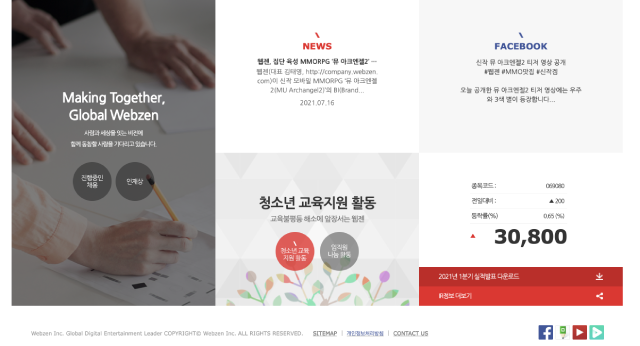 Making Together,
Global Webzen
사람과 세상을 잇는 비전에
함께 동참할 사람을 기다리고 있습니다.
진행중인
채용
인재상
NEWS
웹젠, 집단 육성 MMORPG '뮤 아크엔젤2' ···
웹젠(대표 김태영, http://company.webzen.
com)이 신작 모바일 MMORPG '뮤 아크엔젤
2(MU Archangel2)'의 BI(Brand...
2021.07.16
FACEBOOK
신작 뮤 아크엔젤2 티저 영상 공개
#웹젠 #MMO맛집 #신작겜
오늘 공개한 뮤 아크엔젤2 티저 영상에는 우주
와 3색 별이 등장합니다...
청소년 교육지원 활동
교육불평등 해소에 앞장서는 웹젠
청소년 교육
지원 활동
임직원
나눔 활동
종목코드 : 069080
전일대비 : ▲ 200
등락률(%) 0.65 (%)
▲ 30,800
2021년 1분기 실적발표 다운로드
IR정보 더보기
Webzen Inc. Global Digital Entertainment Leader COPYRIGHT© Webzen Inc. ALL RIGHTS RESERVED. SITEMAP | 개인정보처리방침 | CONTACT US